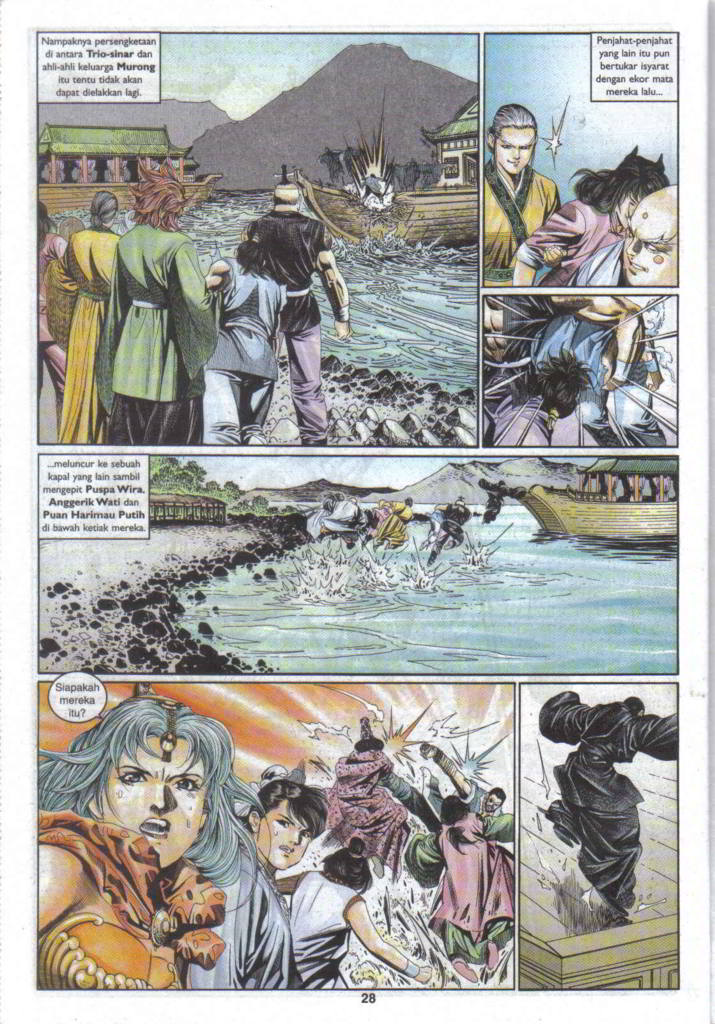 Nampaknya persengketaan
di antara Trio-sinar dan
ahli-ahli keluarga Murong
itu tentu tidak akan
dapat dielakkan lagi.
Penjahat-penjahat
yang lain itu pun
bertukar isyarat
dengan ekor mata
mereka lalu...
...meluncur ke sebuah
kapal yang lain sambil
mengepit Puspa Wira,
Anggerik Wati dan
Puan Harimau Putih
di bawah ketiak mereka.
Siapakah
mereka
itu?
28